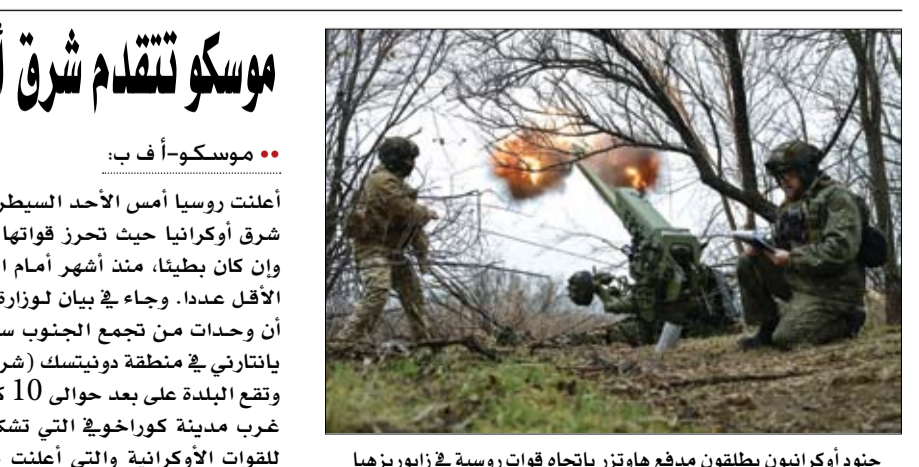 موسكو تتقدم شرق
•• موسكو-أ ف ب:
أعلنت روسيا أمس الأحد
شرق أوكرانيا حيث تحرز قواتها
وإن كان بطيئا، منذ أشهر أمام
الأقل عددا. وجاء في بيان لوزارة
أن وحدات من تجمع الجنوب
يانتارني في منطقة دونيتسك
وتقع البلدة على بعد حوالى 10
غرب مدينة كوراخوفي التي
للقوات الأوكرانية والتي أعلنت
جنود أوكرانيون يطلقون مدفع هاوتزر باتجاه قوات روسية في زابوريزهيا